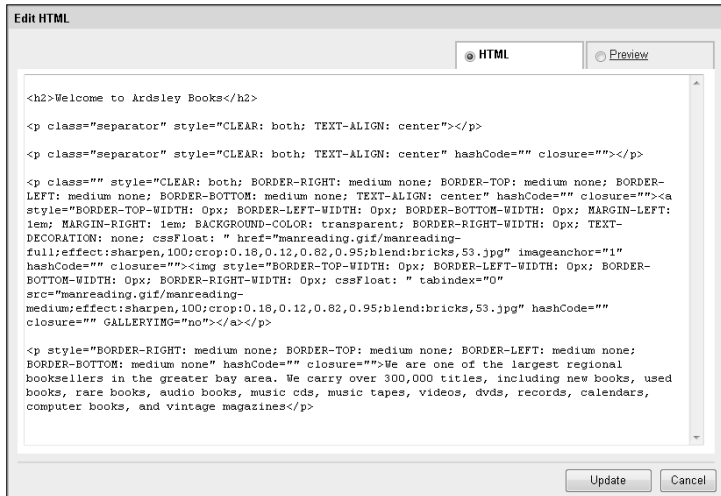 Edit HTML
HTML
Preview
<h2>Welcome to Ardsley Books</h2>
<p class="separator" style="CLEAR: both; TEXT-ALIGN: center"></p>
<p class="separator" style="CLEAR: both; TEXT-ALIGN: center" hashCode="" closure=""></p>
<p class="" style="CLEAR: both; BORDER-RIGHT: medium none; BORDER-TOP: medium none; BORDER-
LEFT: medium none; BORDER-BOTTOM: medium none; TEXT-ALIGN: center" hashCode="" closure=""><a
style="BORDER-TOP-WIDTH: 0px; BORDER-LEFT-WIDTH: 0px; BORDER-BOTTOM-WIDTH: 0px; MARGIN-LEFT:
1em; MARGIN-RIGHT: 1em; BACKGROUND-COLOR: transparent; BORDER-RIGHT-WIDTH: 0px; TEXT-
DECORATION: none; cssFloat: " href="manreading.gif/manreading-
full;effect:sharpen,100;crop:0.18,0.12,0.82,0.95;blend:bricks,53.jpg" imageanchor="1"
hashCode="" closure=""><img style="BORDER-TOP-WIDTH: 0px; BORDER-LEFT-WIDTH: 0px; BORDER-
BOTTOM-WIDTH: 0px; BORDER-RIGHT-WIDTH: 0px; cssFloat: " tabindex="0"
src="manreading.gif/manreading-
medium;effect:sharpen,100;crop:0.18,0.12,0.82,0.95;blend:bricks,53.jpg" hashCode=""
closure="" GALLERYIMG="no"></a></p>
<p style="BORDER-RIGHT: medium none; BORDER-TOP: medium none; BORDER-LEFT: medium none;
BORDER-BOTTOM: medium none" hashCode="" closure="">We are one of the largest regional
booksellers in the greater bay area. We carry over 300,000 titles, including new books, used
books, rare books, audio books, music cds, music tapes, videos, dvds, records, calendars,
computer books, and vintage magazines</p>
Update
Cancel